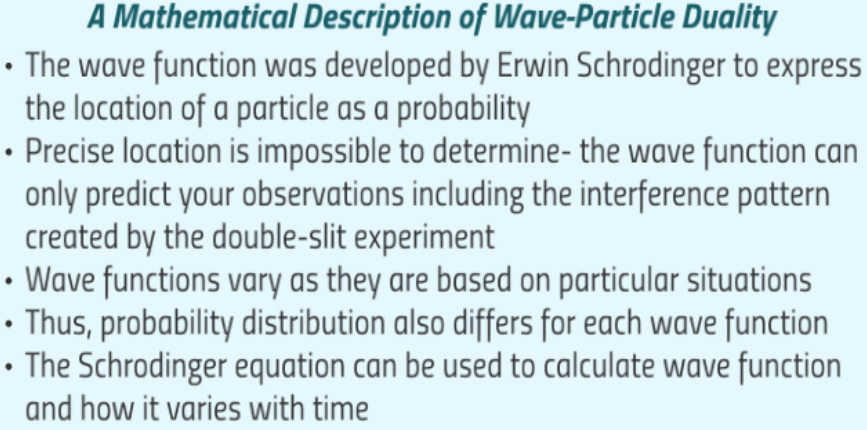 A Mathematical Description of Wave-Particle Duality
• The wave function was developed by Erwin Schrodinger to express
the location of a particle as a probability
• Precise location is impossible to determine- the wave function can
only predict your observations including the interference pattern
created by the double-slit experiment
• Wave functions vary as they are based on particular situations
• Thus, probability distribution also differs for each wave function
• The Schrodinger equation can be used to calculate wave function
and how it varies with time